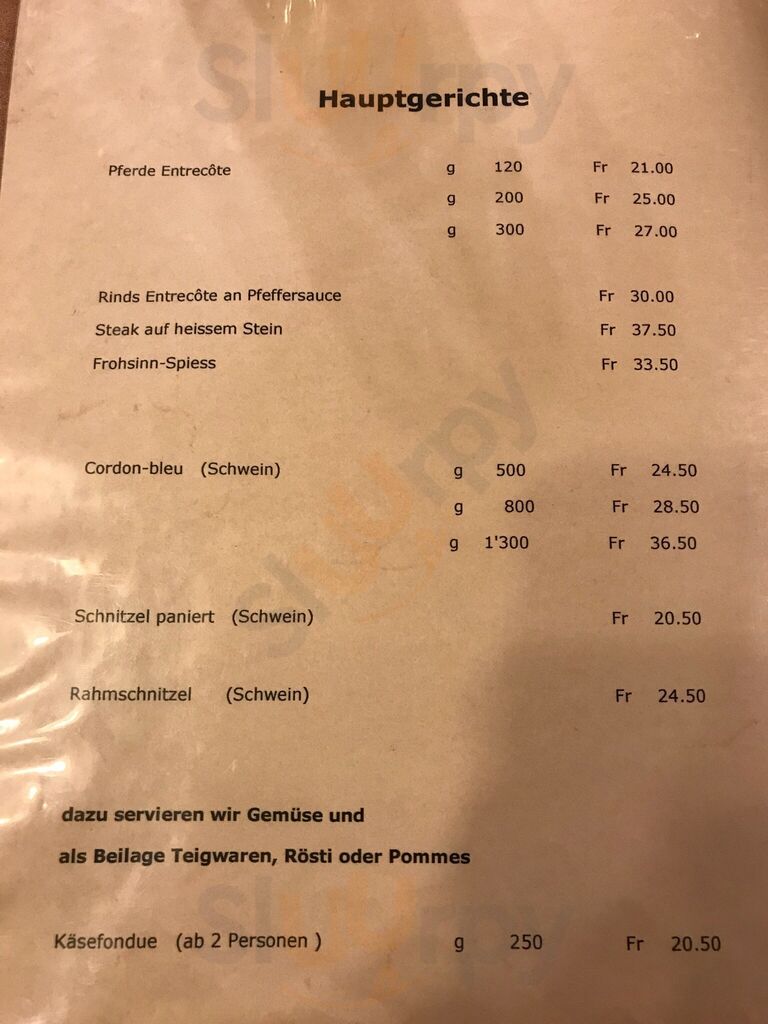 Hauptgerichte
Pferde Entrecôte g 120 Fr 21.00
g 200 Fr 25.00
g 300 Fr 27.00
Rinds Entrecôte an Pfeffersauce Fr 30.00
Steak auf heissem Stein Fr 37.50
Frohsinn-Spiess Fr 33.50
Cordon-bleu (Schwein) g 500 Fr 24.50
g 800 Fr 28.50
g 1'300 Fr 36.50
Schnitzel paniert (Schwein) Fr 20.50
Rahmschnitzel (Schwein) Fr 24.50
dazu servieren wir Gemüse und
als Beilage Teigwaren, Rösti oder Pommes
Käsefondue (ab 2 Personen ) g 250 Fr 20.50
Sluurpy
Sluurpy
Sluurpy